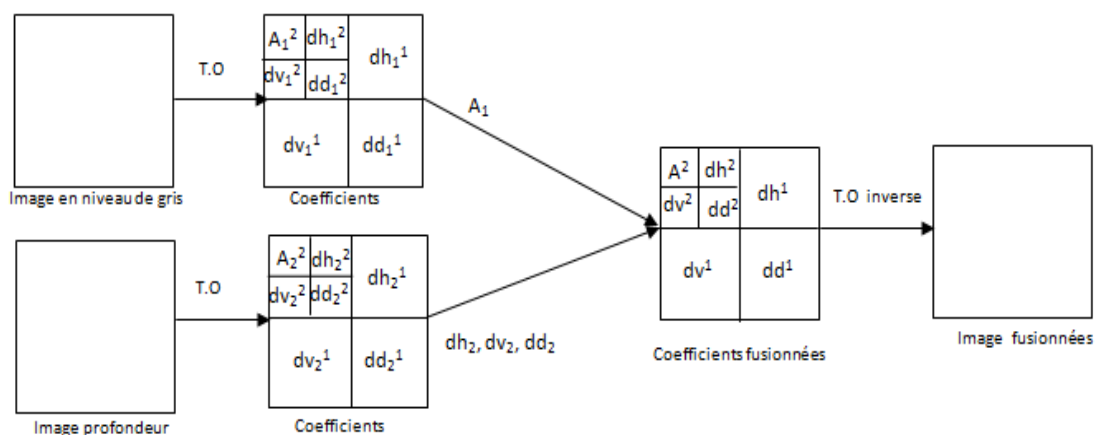 T.O
A₁² dh₁² dh₁¹
dv₁² dd₁²
dv₁¹ dd₁¹
Image en niveau de gris
Coefficients
A₁
T.O
A₂² dh₂² dh₂¹
dv₂² dd₂²
dv₂¹ dd₂¹
Image profondeur
Coefficients
dh₂, dv₂, dd₂
A² dh² dh¹
dv² dd²
dv¹ dd¹
Coefficients fusionnées
T.O inverse
Image fusionnées